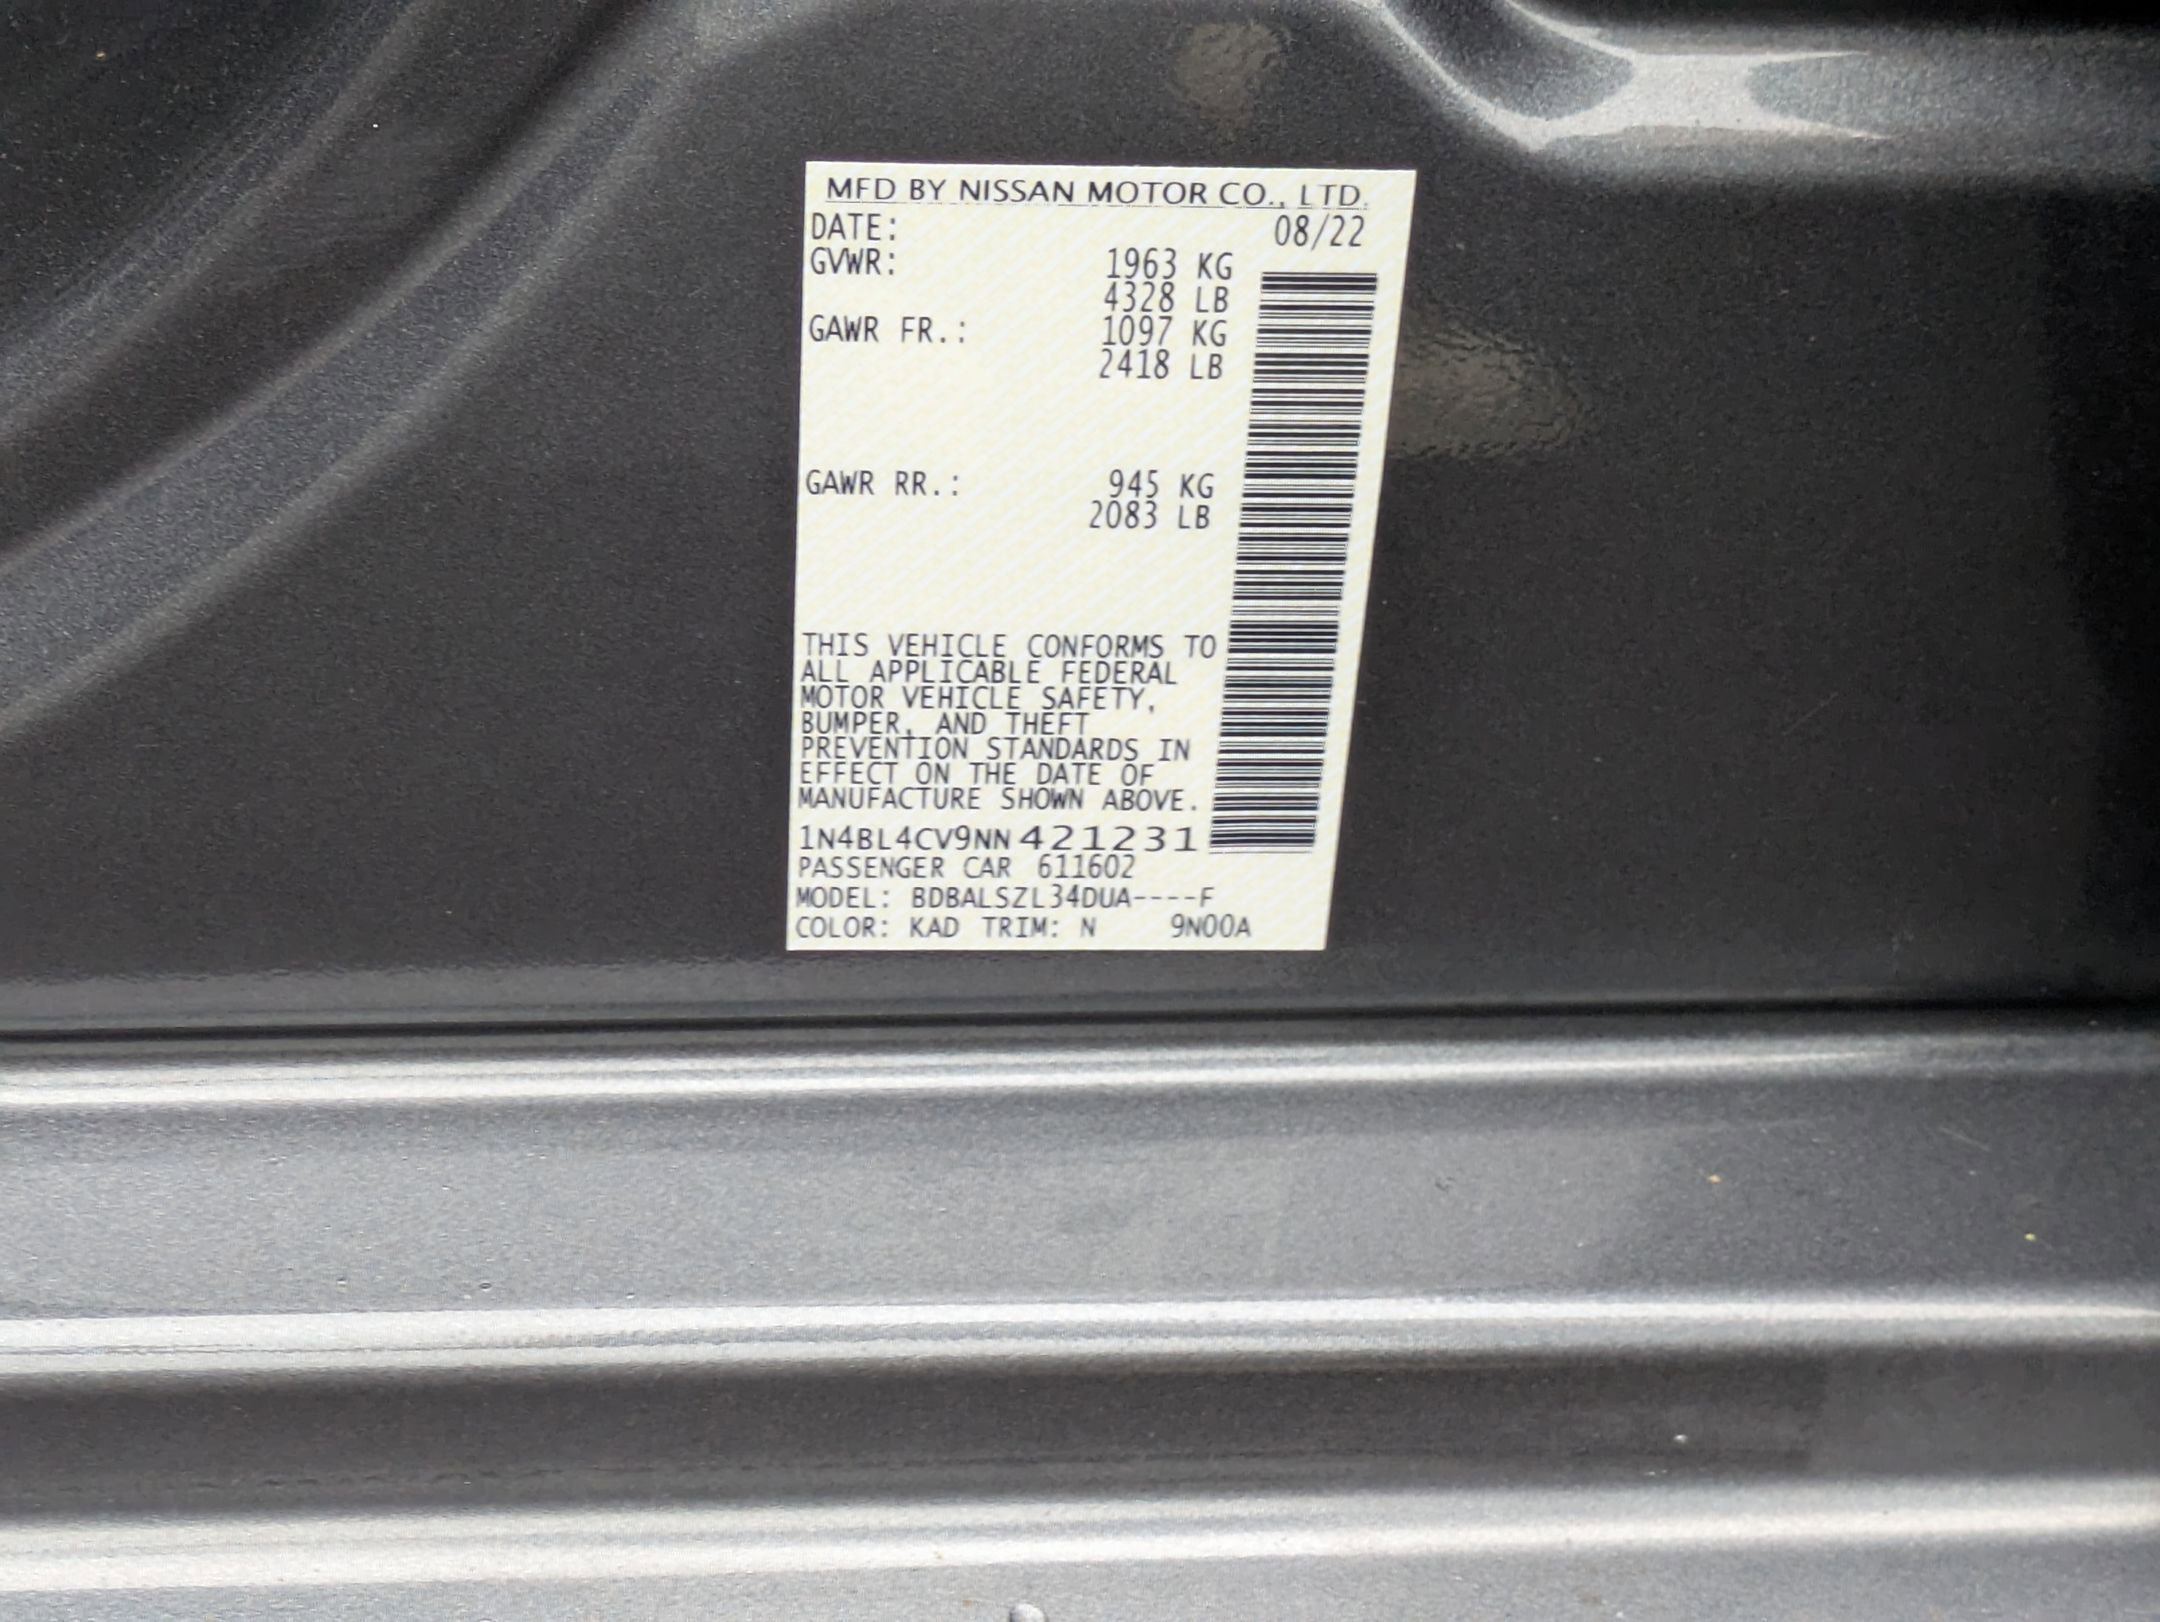 MFD BY NISSAN MOTOR CO., LTD.
DATE: 08/22
GVWR: 1963 KG
4328 LB
GAWR FR.: 1097 KG
2418 LB
GAWR RR.: 945 KG
2083 LB
THIS VEHICLE CONFORMS TO
ALL APPLICABLE FEDERAL
MOTOR VEHICLE SAFETY,
BUMPER, AND THEFT
PREVENTION STANDARDS IN
EFFECT ON THE DATE OF
MANUFACTURE SHOWN ABOVE.
1N4BL4CV9NN421231
PASSENGER CAR 611602
MODEL: BDBALSZL34DUA----F
COLOR: KAD TRIM: N 9N00A